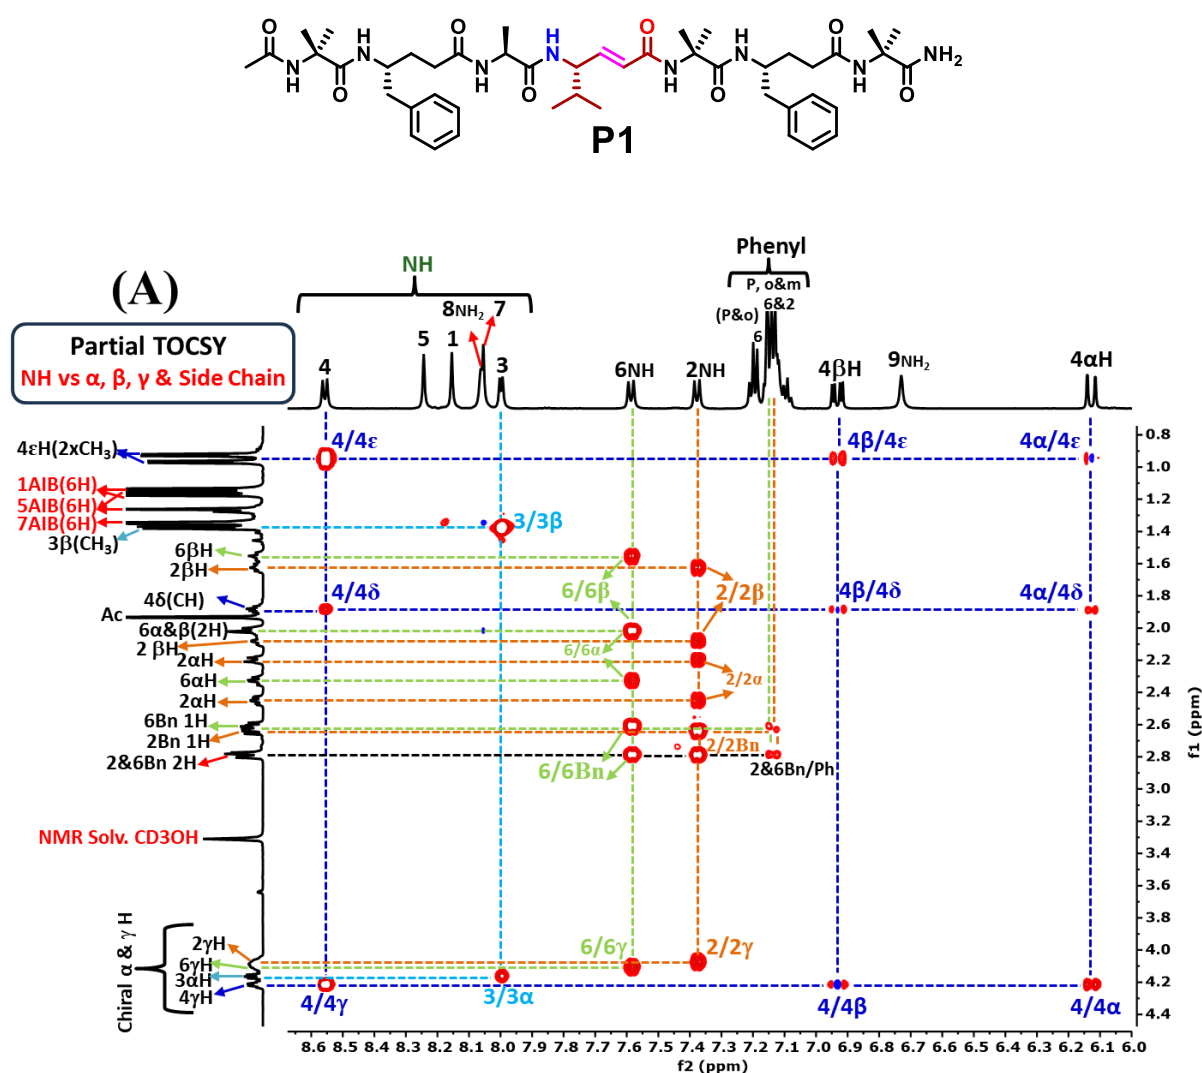 O
O
O
O
O
O
O
O
O
H
N
H
N
H
N
NH2
N
H
N
H
N
H
N
H
P1
(A)
Partial TOCSY
NH vs α, β, γ & Side Chain
NH
Phenyl
P, o&m
6&2
(P&o)
6
8NH2
7
5
1
4
3
6NH
2NH
4βH
9NH2
4αH
4εH(2xCH3)
1AIB(6H)
5AIB(6H)
7AIB(6H)
3β(CH3)
6βH
2βH
4δ(CH)
Ac
6α&β(2H)
2 βH
2αH
6αH
2αH
6Bn 1H
2Bn 1H
2&6Bn 2H
NMR Solv. CD3OH
Chiral α & γ H
2γH
6γH
3αH
4γH
4/4ε
4β/4ε
4α/4ε
3/3β
6/6β
2/2β
4/4δ
4β/4δ
4α/4δ
6/6α
2/2α
2/2Bn
6/6Bn
2&6Bn/Ph
6/6γ
2/2γ
4/4γ
3/3α
4/4β
4/4α
0.8
1.0
1.2
1.4
1.6
1.8
2.0
2.2
2.4
2.6
2.8
3.0
3.2
3.4
3.6
3.8
4.0
4.2
4.4
f1 (ppm)
8.6 8.5 8.4 8.3 8.2 8.1 8.0 7.9 7.8 7.7 7.6 7.5 7.4 7.3 7.2 7.1 7.0 6.9 6.8 6.7 6.6 6.5 6.4 6.3 6.2 6.1 6.0
f2 (ppm)